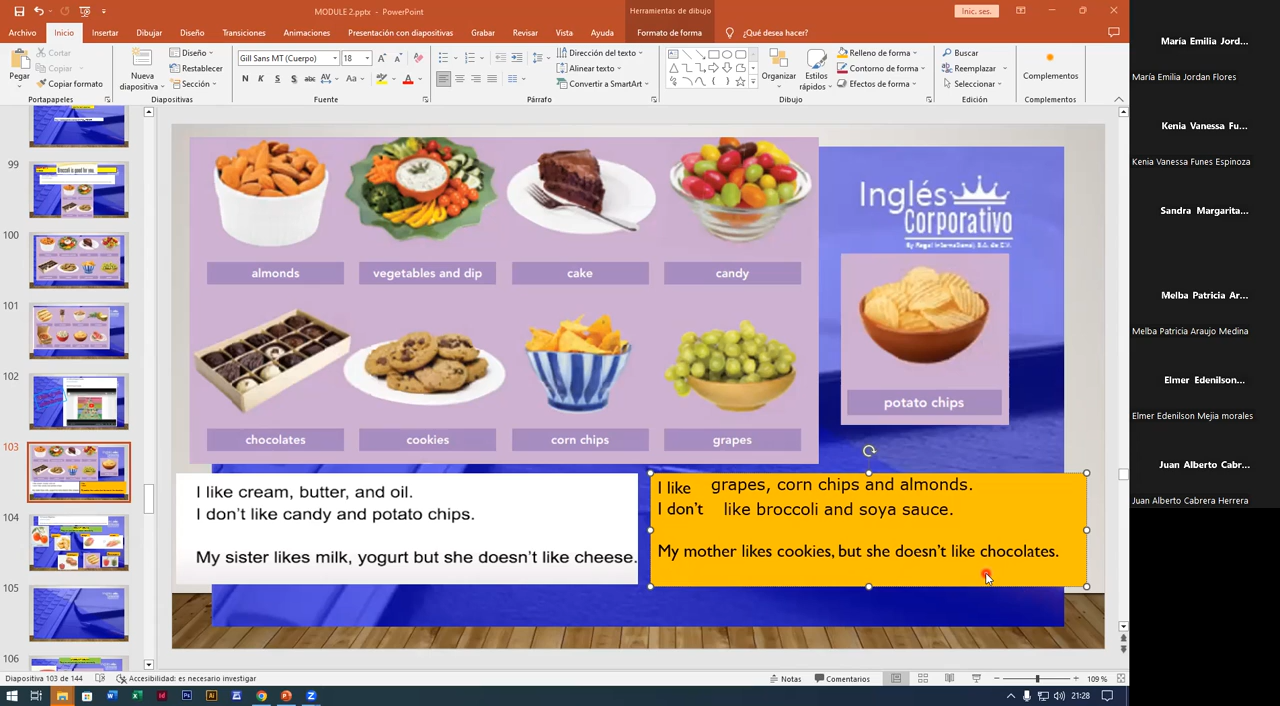 MODULE 2.pptx - PowerPoint
Herramientas de dibujo
Inic. ses.
Archivo Inicio Insertar Dibujar Diseño Transiciones Animaciones Presentación con diapositivas Grabar Revisar Vista Ayuda Formato de forma ¿Qué desea hacer?
Pegar
Cortar
Copiar
Copiar formato
Portapapeles
Nueva diapositiva
Diseño
Restablecer
Sección
Diapositivas
Gill Sans MT (Cuerpo) 18
N K S S abc AV Aa A
Fuente
Párrafo
Dirección del texto
Alinear texto
Convertir a SmartArt
Organizar
Estilos rápidos
Relleno de forma
Contorno de forma
Efectos de forma
Dibujo
Buscar
Reemplazar
Seleccionar
Edición
Complementos
Complementos
99
100
101
102
103
104
105
106
almonds
vegetables and dip
cake
candy
chocolates
cookies
corn chips
grapes
Inglés
Corporativo
By Regal International S.A. de C.V.
potato chips
I like cream, butter, and oil.
I don't like candy and potato chips.
My sister likes milk, yogurt but she doesn't like cheese.
I like grapes, corn chips and almonds.
I don't like broccoli and soya sauce.
My mother likes cookies, but she doesn't like chocolates.
María Emilia Jord...
María Emilia Jordan Flores
Kenia Vanessa Fu...
Kenia Vanessa Funes Espinoza
Sandra Margarita...
Melba Patricia Ar...
Melba Patricia Araujo Medina
Elmer Edenilson...
Elmer Edenilson Mejia morales
Juan Alberto Cabr...
Juan Alberto Cabrera Herrera
Diapositiva 103 de 144
Accesibilidad: es necesario investigar
Notas
Comentarios
109 %
21:28